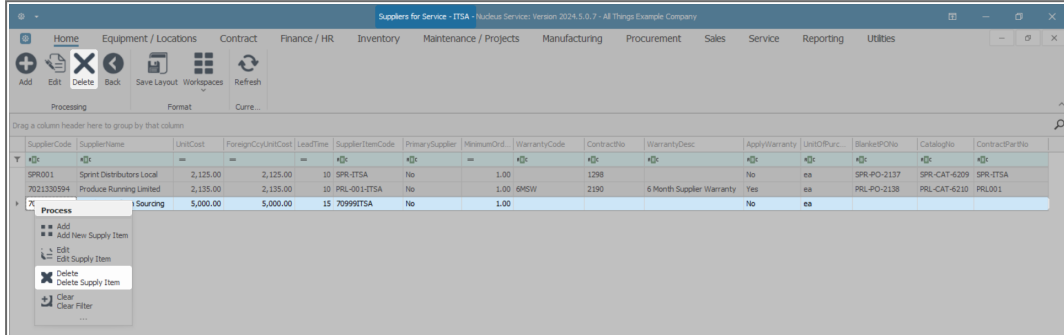 Suppliers for Service - ITSA - Nucleus Service: Version 2024.5.0.7 - All Things Example Company
Home Equipment / Locations Contract Finance / HR Inventory Maintenance / Projects Manufacturing Procurement Sales Service Reporting Utilities
Add Edit Delete Back Save Layout Workspaces Refresh
Processing Format Curre...
Drag a column header here to group by that column
SupplierCode SupplierName UnitCost ForeignCcyUnitCost LeadTime SupplierItemCode PrimarySupplier MinimumOrd... WarrantyCode ContractNo WarrantyDesc ApplyWarranty UnitOfPurc... BlanketPONo CatalogNo ContractPartNo
SPR001 Sprint Distributors Local 2,125.00 2,125.00 10 SPR-ITSA No 1.00 1298 No ea SPR-PO-2137 SPR-CAT-6209 SPR-ITSA
7021330594 Produce Running Limited 2,135.00 2,135.00 10 PRL-001-ITSA No 1.00 6MSW 2190 6 Month Supplier Warranty Yes ea PRL-PO-2138 PRL-CAT-6210 PRL001
Sourcing 5,000.00 5,000.00 15 70999ITSA No 1.00 No ea
Process
Add
Add New Supply Item
Edit
Edit Supply Item
Delete
Delete Supply Item
Clear
Clear Filter
...